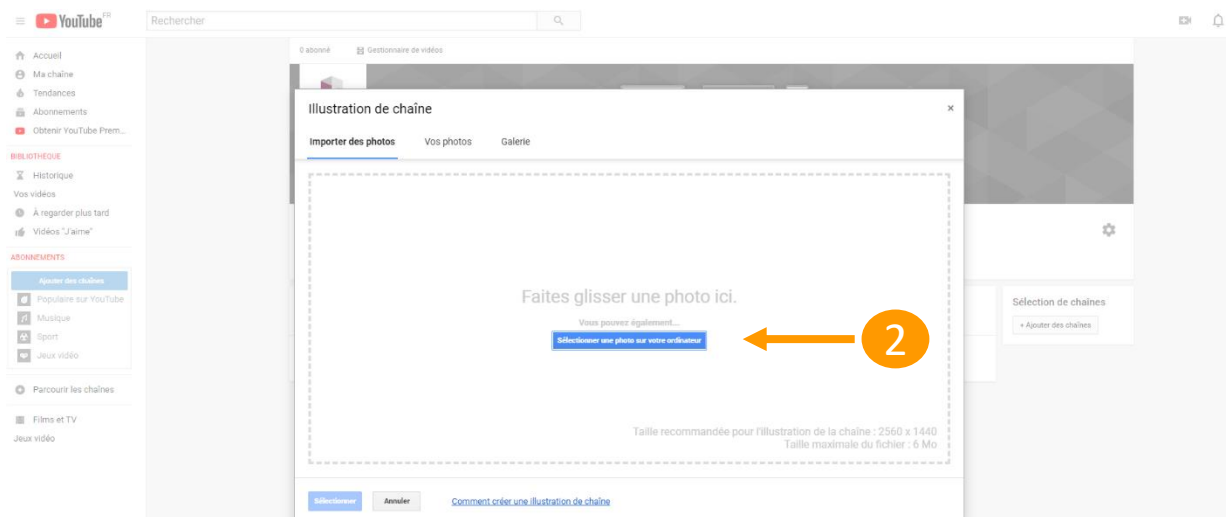 YouTube FR
Rechercher
Accueil
Ma chaîne
Tendances
Abonnements
Obtenir YouTube Prem...
BIBLIOTHÈQUE
Historique
Vos vidéos
À regarder plus tard
Vidéos "J'aime"
ABONNEMENTS
Ajouter des chaînes
Populaire sur YouTube
Musique
Sport
Jeux vidéo
Parcourir les chaînes
Films et TV
Jeux vidéo
0 abonné
Gestionnaire de vidéos
Illustration de chaîne
×
Importer des photos
Vos photos
Galerie
Faites glisser une photo ici.
Vous pouvez également...
Sélectionner une photo sur votre ordinateur
2
Taille recommandée pour l'illustration de la chaîne : 2560 x 1440
Taille maximale du fichier : 6 Mo
Sélectionner
Annuler
Comment créer une illustration de chaîne
Sélection de chaînes
+ Ajouter des chaînes